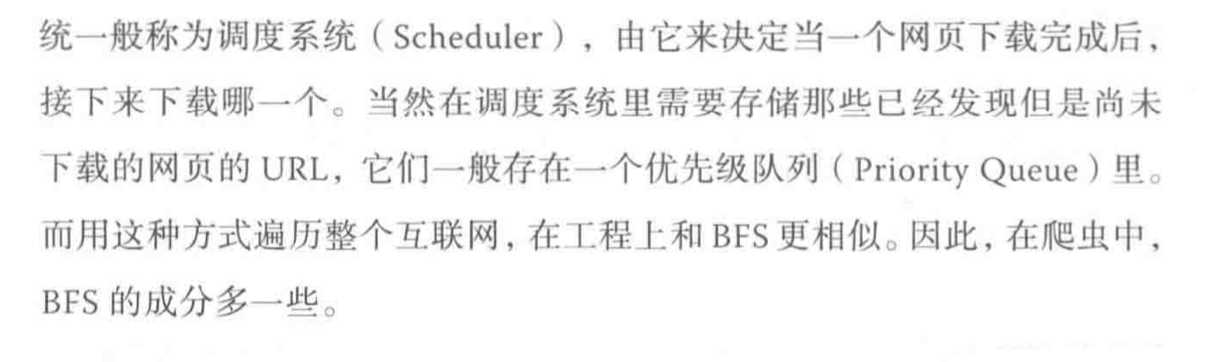 统一般称为调度系统（Scheduler），由它来决定当一个网页下载完成后，
接下来下载哪一个。当然在调度系统里需要存储那些已经发现但是尚未
下载的网页的 URL，它们一般存在一个优先级队列（Priority Queue）里。
而用这种方式遍历整个互联网，在工程上和 BFS 更相似。因此，在爬虫中，
BFS 的成分多一些。